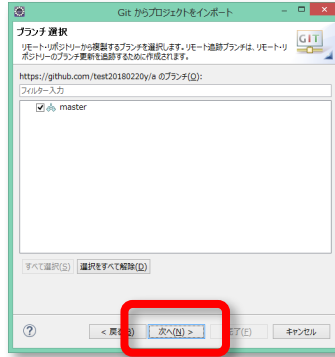 Git からプロジェクトをインポート
ブランチ 選択
リモート・リポジトリーから複製するブランチを選択します。リモート追跡ブランチは、リモート・リ
ポジトリーのブランチ更新を追跡するために作成されます。
GIT
https://github.com/test20180220y/a のブランチ(O):
フィルター入力
master
すべて選択(S) 選択をすべて解除(D)
< 戻 次へ(N) > 了(F) キャンセル